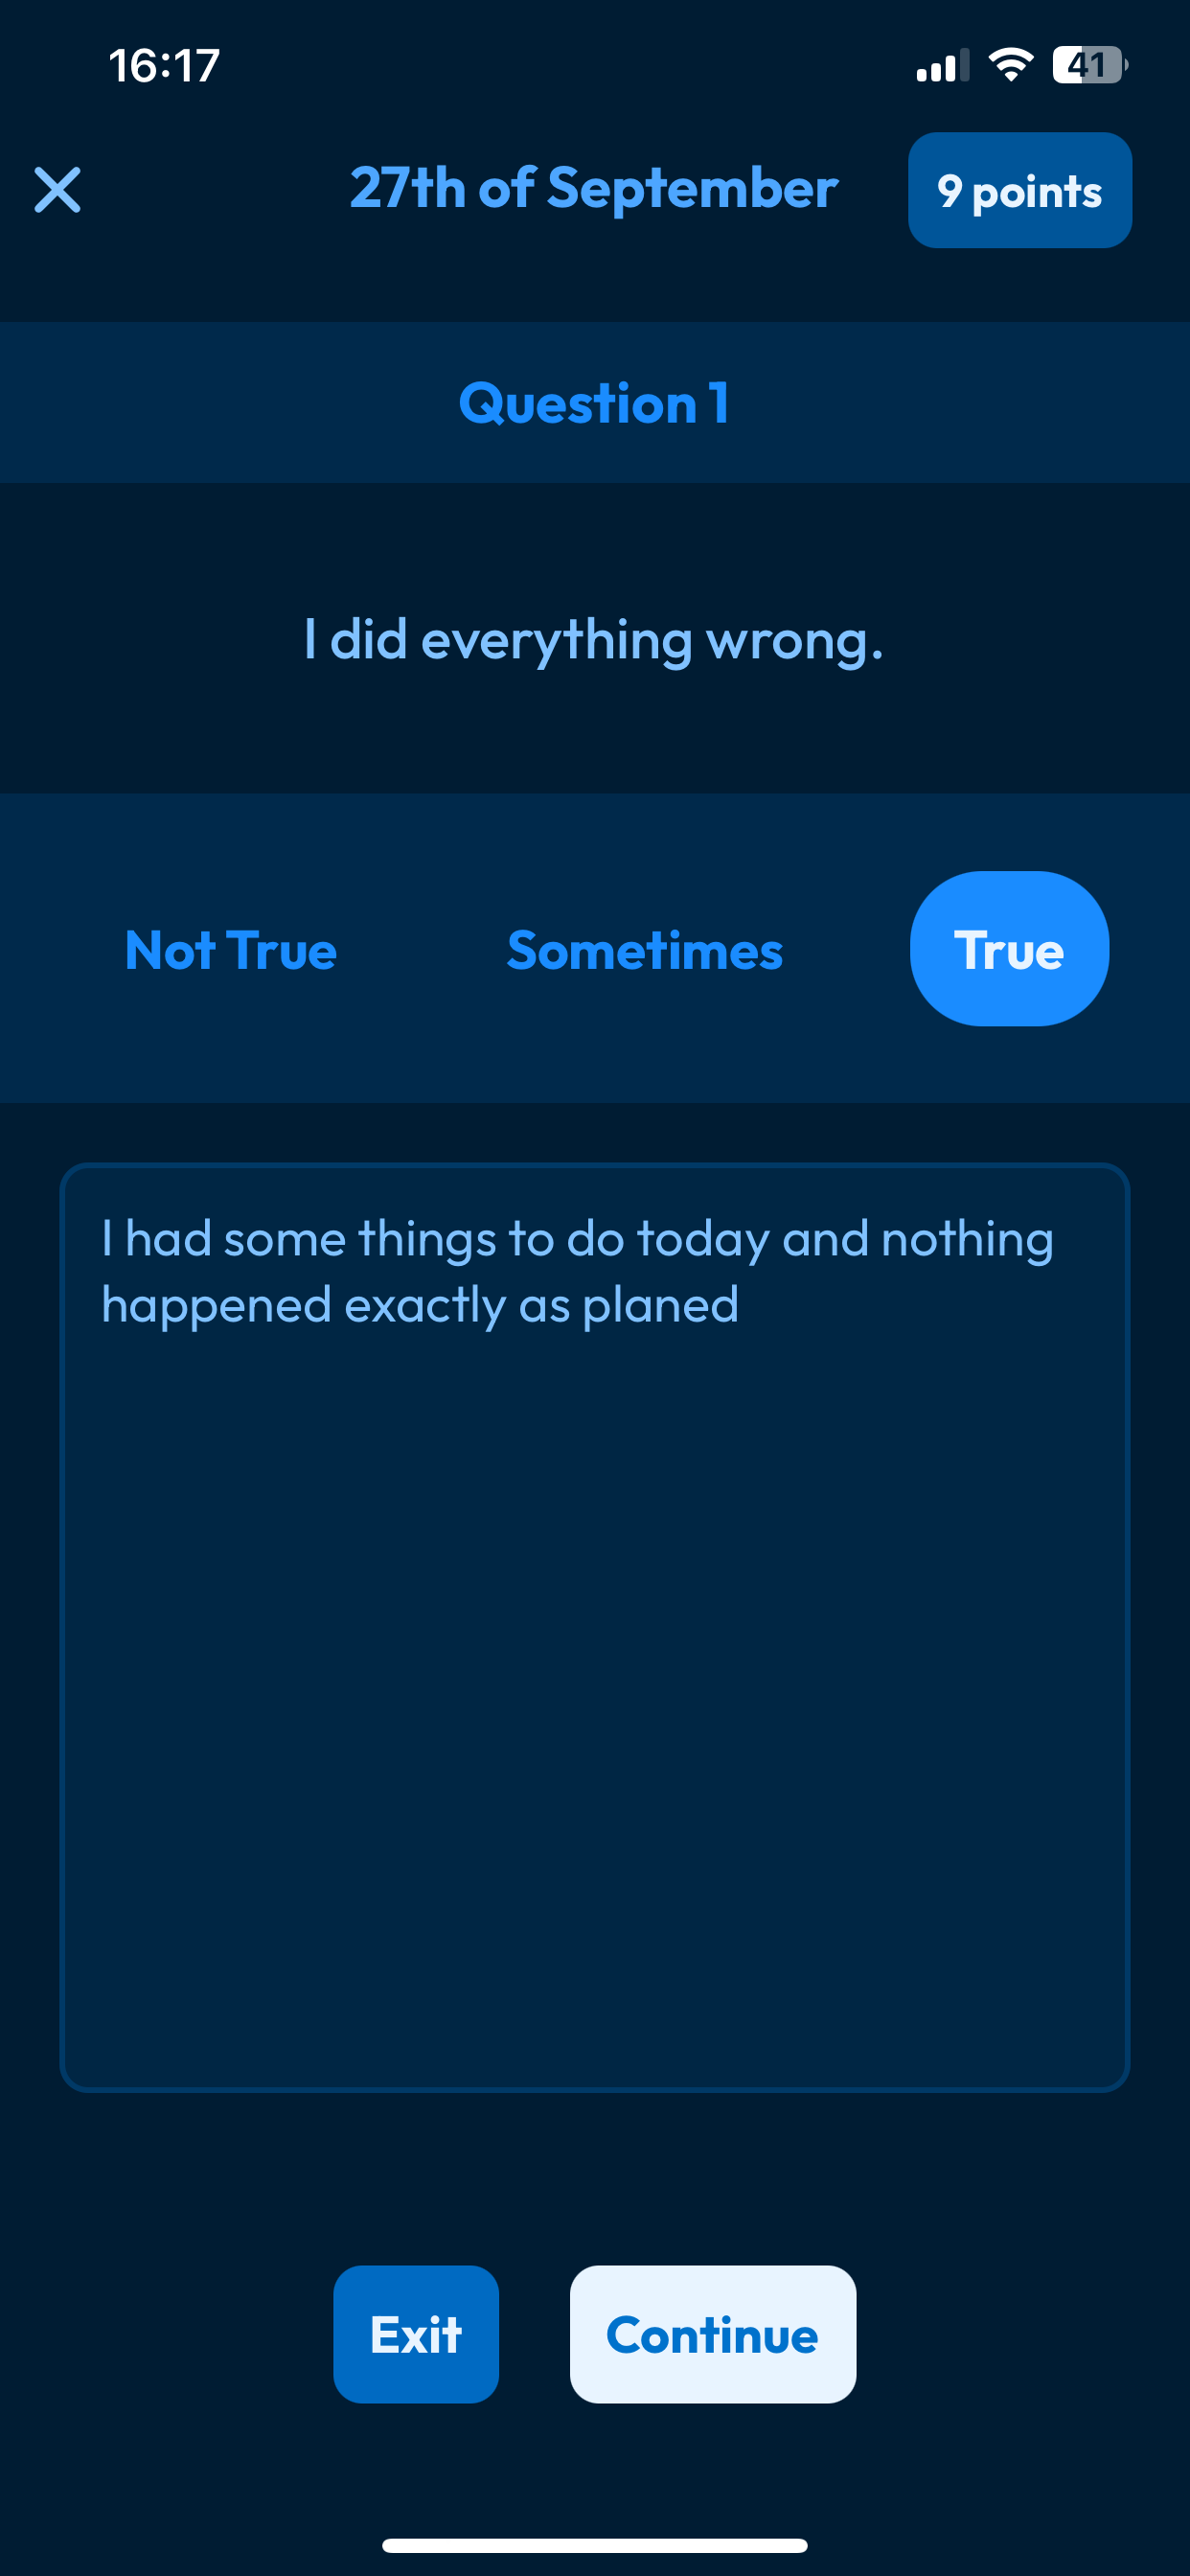 16:17
41
27th of September
9 points
Question 1
I did everything wrong.
Not True Sometimes True
I had some things to do today and nothing
happened exactly as planed
Exit Continue